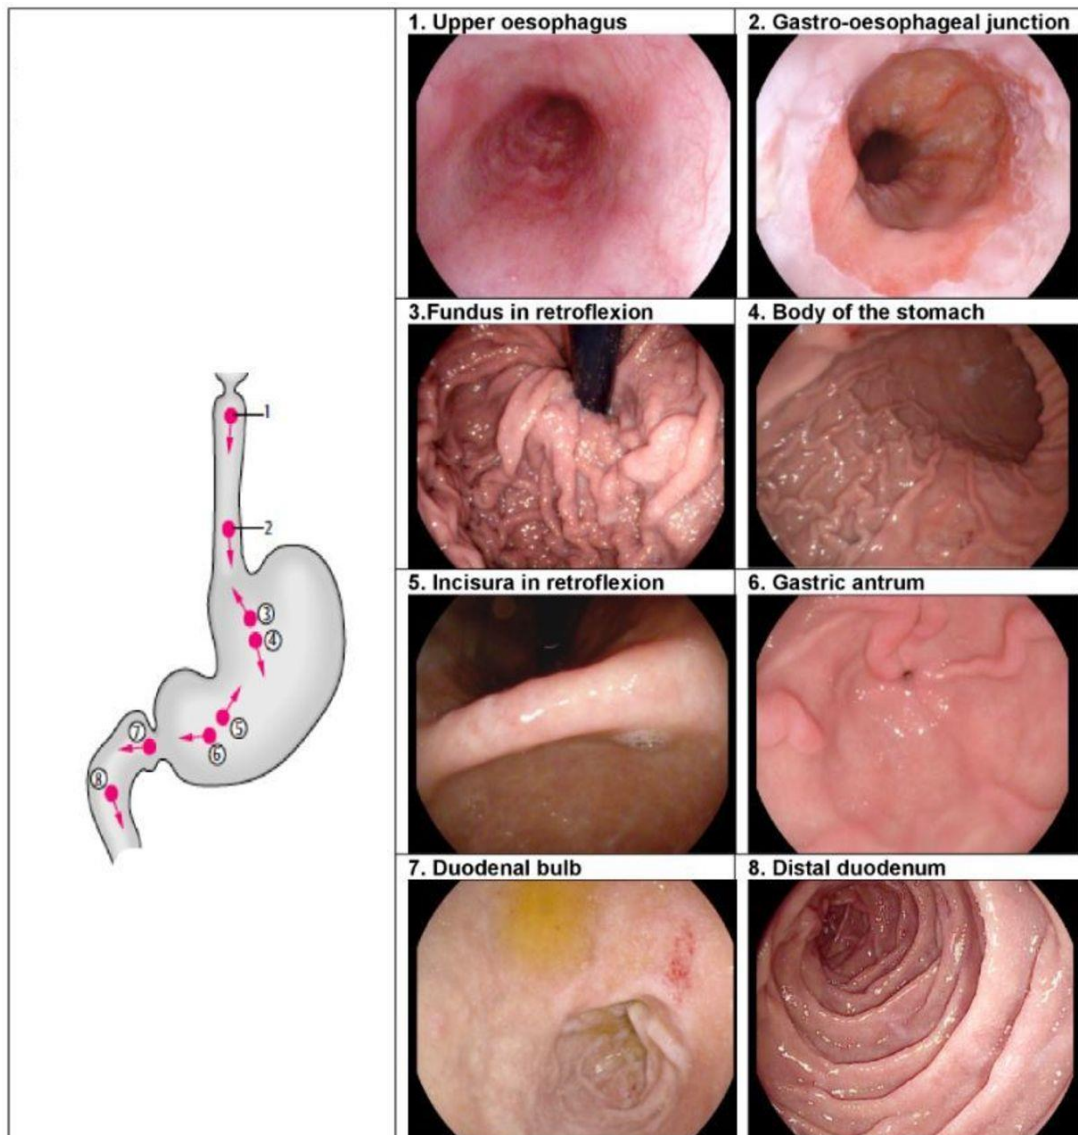 1. Upper oesophagus
2. Gastro-oesophageal junction
3.Fundus in retroflexion
4. Body of the stomach
5. Incisura in retroflexion
6. Gastric antrum
7. Duodenal bulb
8. Distal duodenum
1
2
3
4
5
6
7
8